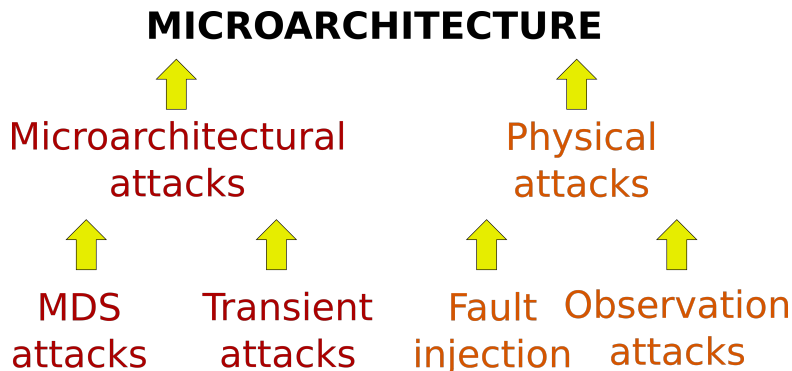 MICROARCHITECTURE
Microarchitectural
attacks
Physical
attacks
MDS
attacks
Transient
attacks
Fault
injection
Observation
attacks